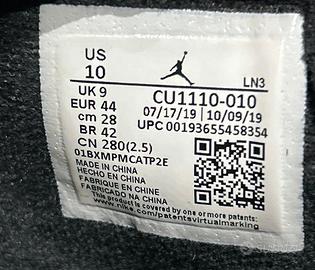 US
10
LN3
UK 9
EUR 44
cm 28
BR 42
CN 280(2.5)
CU1110-010
07/17/19 | 10/09/19
UPC 00193655458354
01BXMPMCATP2E
MADE IN CHINA
HECHO EN CHINA
FABRIQUE EN CHINE
FABRICADO NA CHINA
This product is covered by one or more patents:
www.nike.com/patentsvirtualmarking